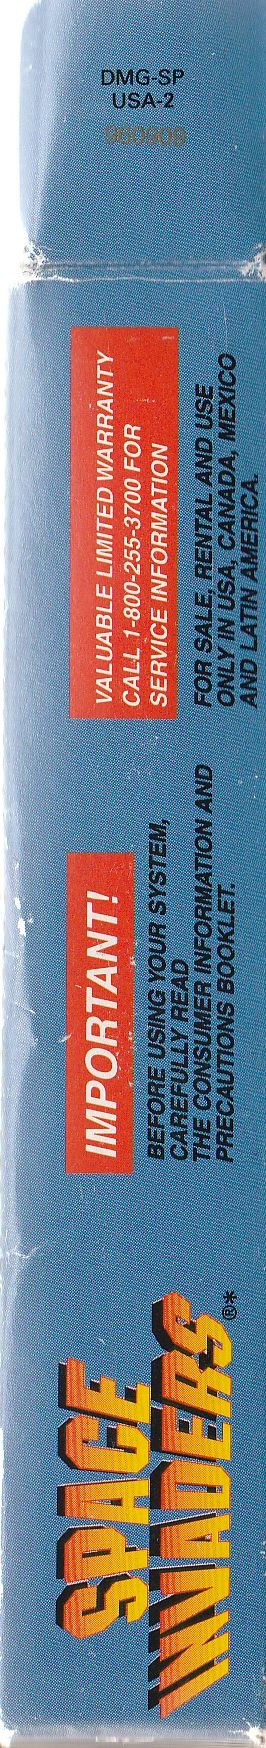 DMG-SP
USA-2
960909
VALUABLE LIMITED WARRANTY
CALL 1-800-255-3700 FOR
SERVICE INFORMATION
FOR SALE, RENTAL AND USE
ONLY IN USA, CANADA, MEXICO
AND LATIN AMERICA.
IMPORTANT!
BEFORE USING YOUR SYSTEM,
CAREFULLY READ
THE CONSUMER INFORMATION AND
PRECAUTIONS BOOKLET.
SPACE
INVADERS®*